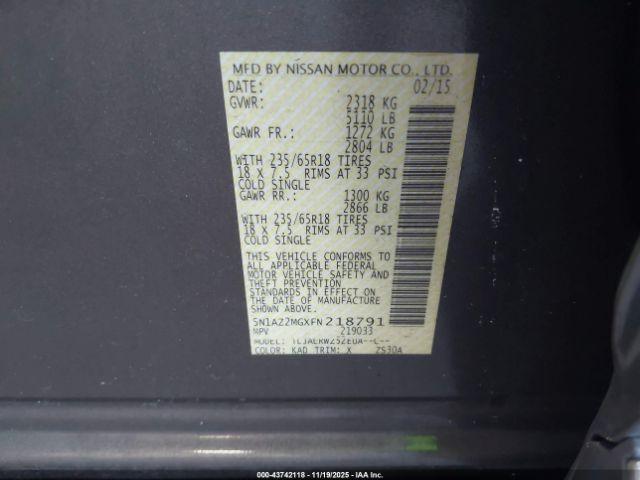 MFD BY NISSAN MOTOR CO., LTD.
DATE: 02/15
GVWR: 2318 KG
5110 LB
GAWR FR.: 1272 KG
2804 LB
WITH 235/65R18 TIRES
18 X 7.5 RIMS AT 33 PSI
COLD SINGLE
GAWR RR.: 1300 KG
2866 LB
WITH 235/65R18 TIRES
18 X 7.5 RIMS AT 33 PSI
COLD SINGLE
THIS VEHICLE CONFORMS TO
ALL APPLICABLE FEDERAL
MOTOR VEHICLE SAFETY AND
THEFT PREVENTION
STANDARDS IN EFFECT ON
THE DATE OF MANUFACTURE
5N1AZ2MGXFN218791
MPV 219033
MODEL:
COLOR: KAD TRIM: X ZS30A
000-43742118 - 11/19/2025 - IAA Inc.